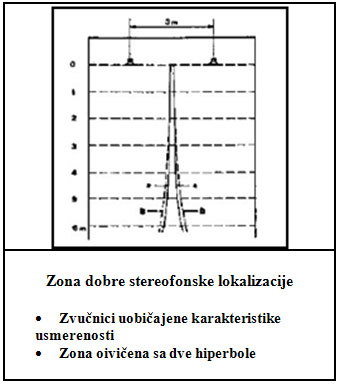 3 m
0
1
2
3
4
a a
5
b b
6 m
Zona dobre stereofonske lokalizacije
• Zvučnici uobičajene karakteristike
usmerenosti
• Zona oivičena sa dve hiperbole